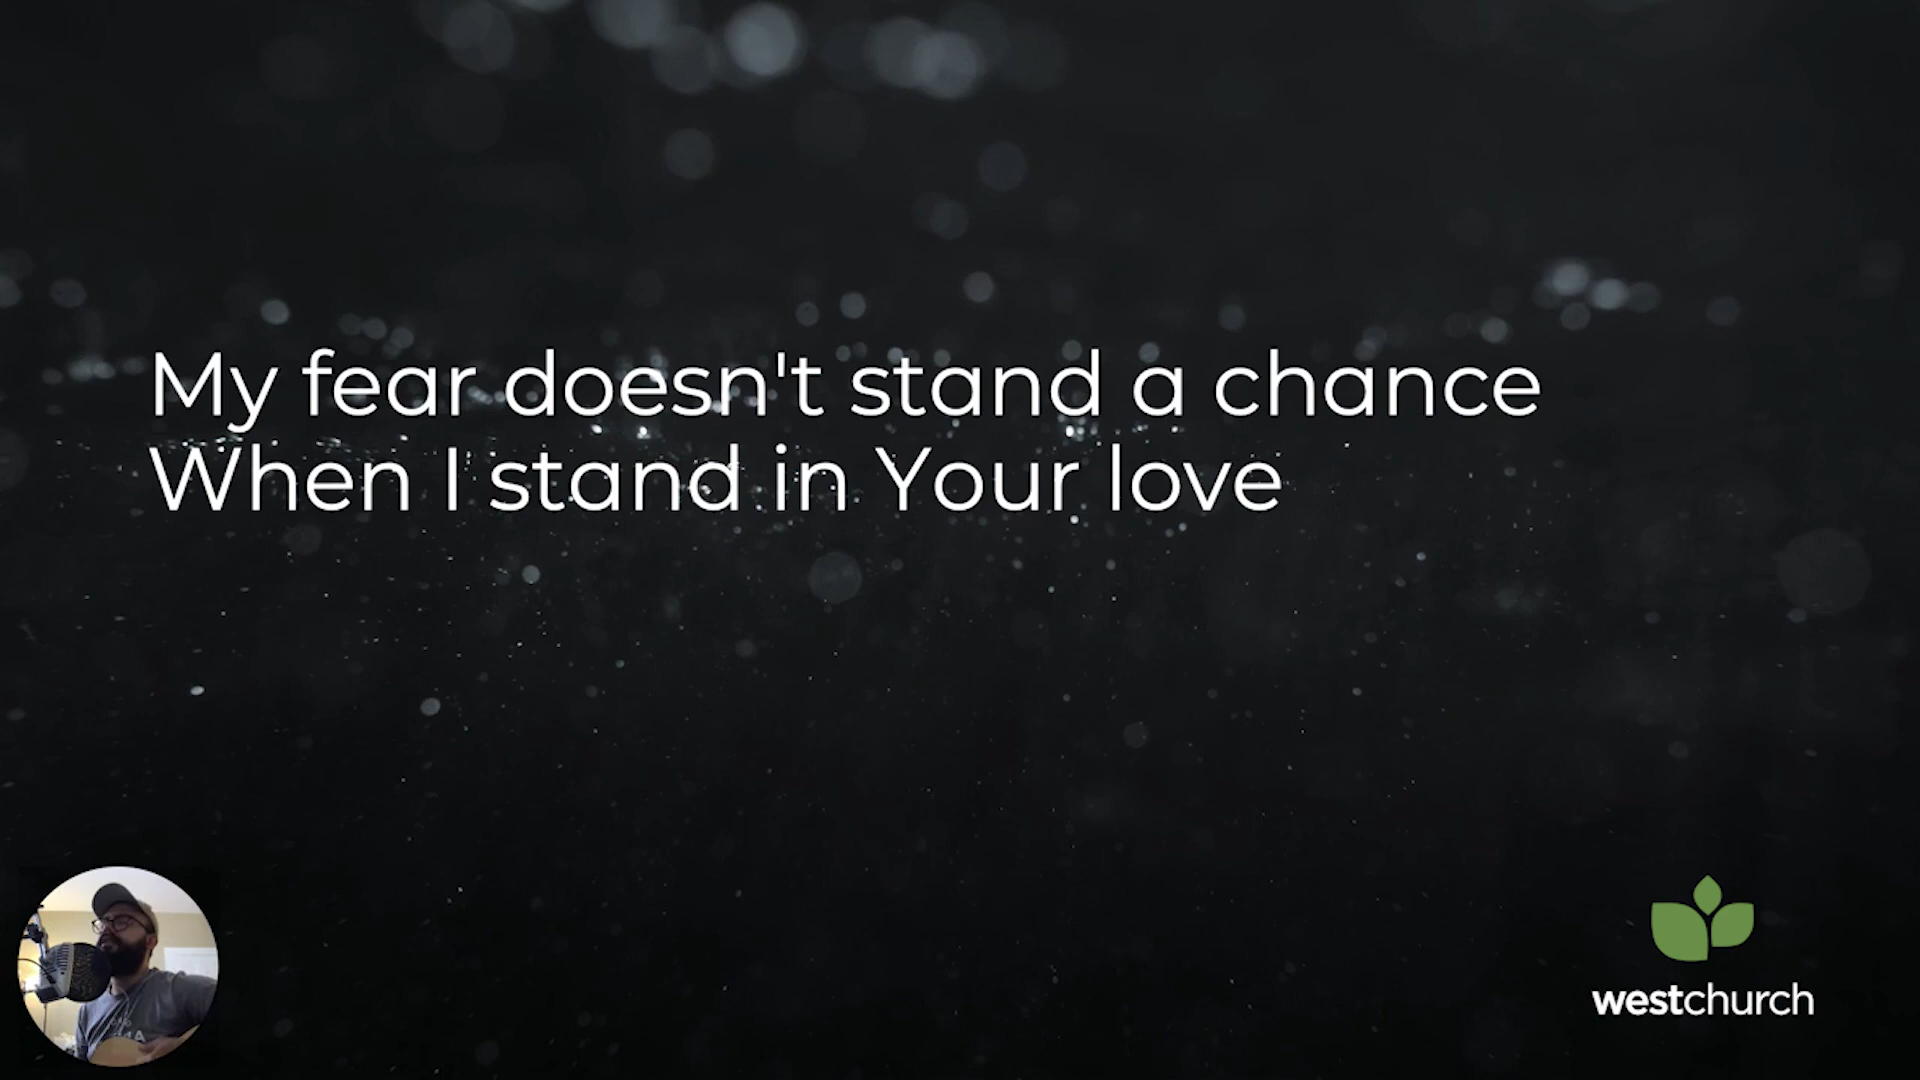 My fear doesn't stand a chance
When I stand in Your love
westchurch